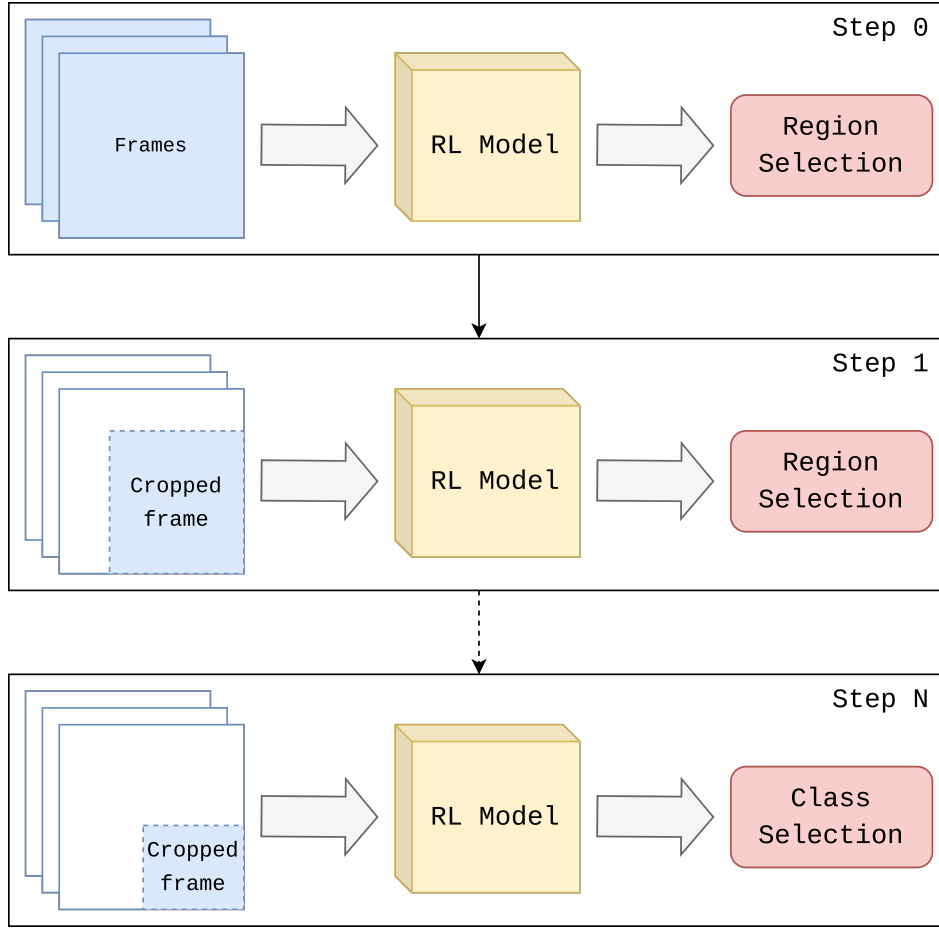 Step 0
Frames
RL Model
Region
Selection
Step 1
Cropped
frame
RL Model
Region
Selection
Step N
Cropped
frame
RL Model
Class
Selection